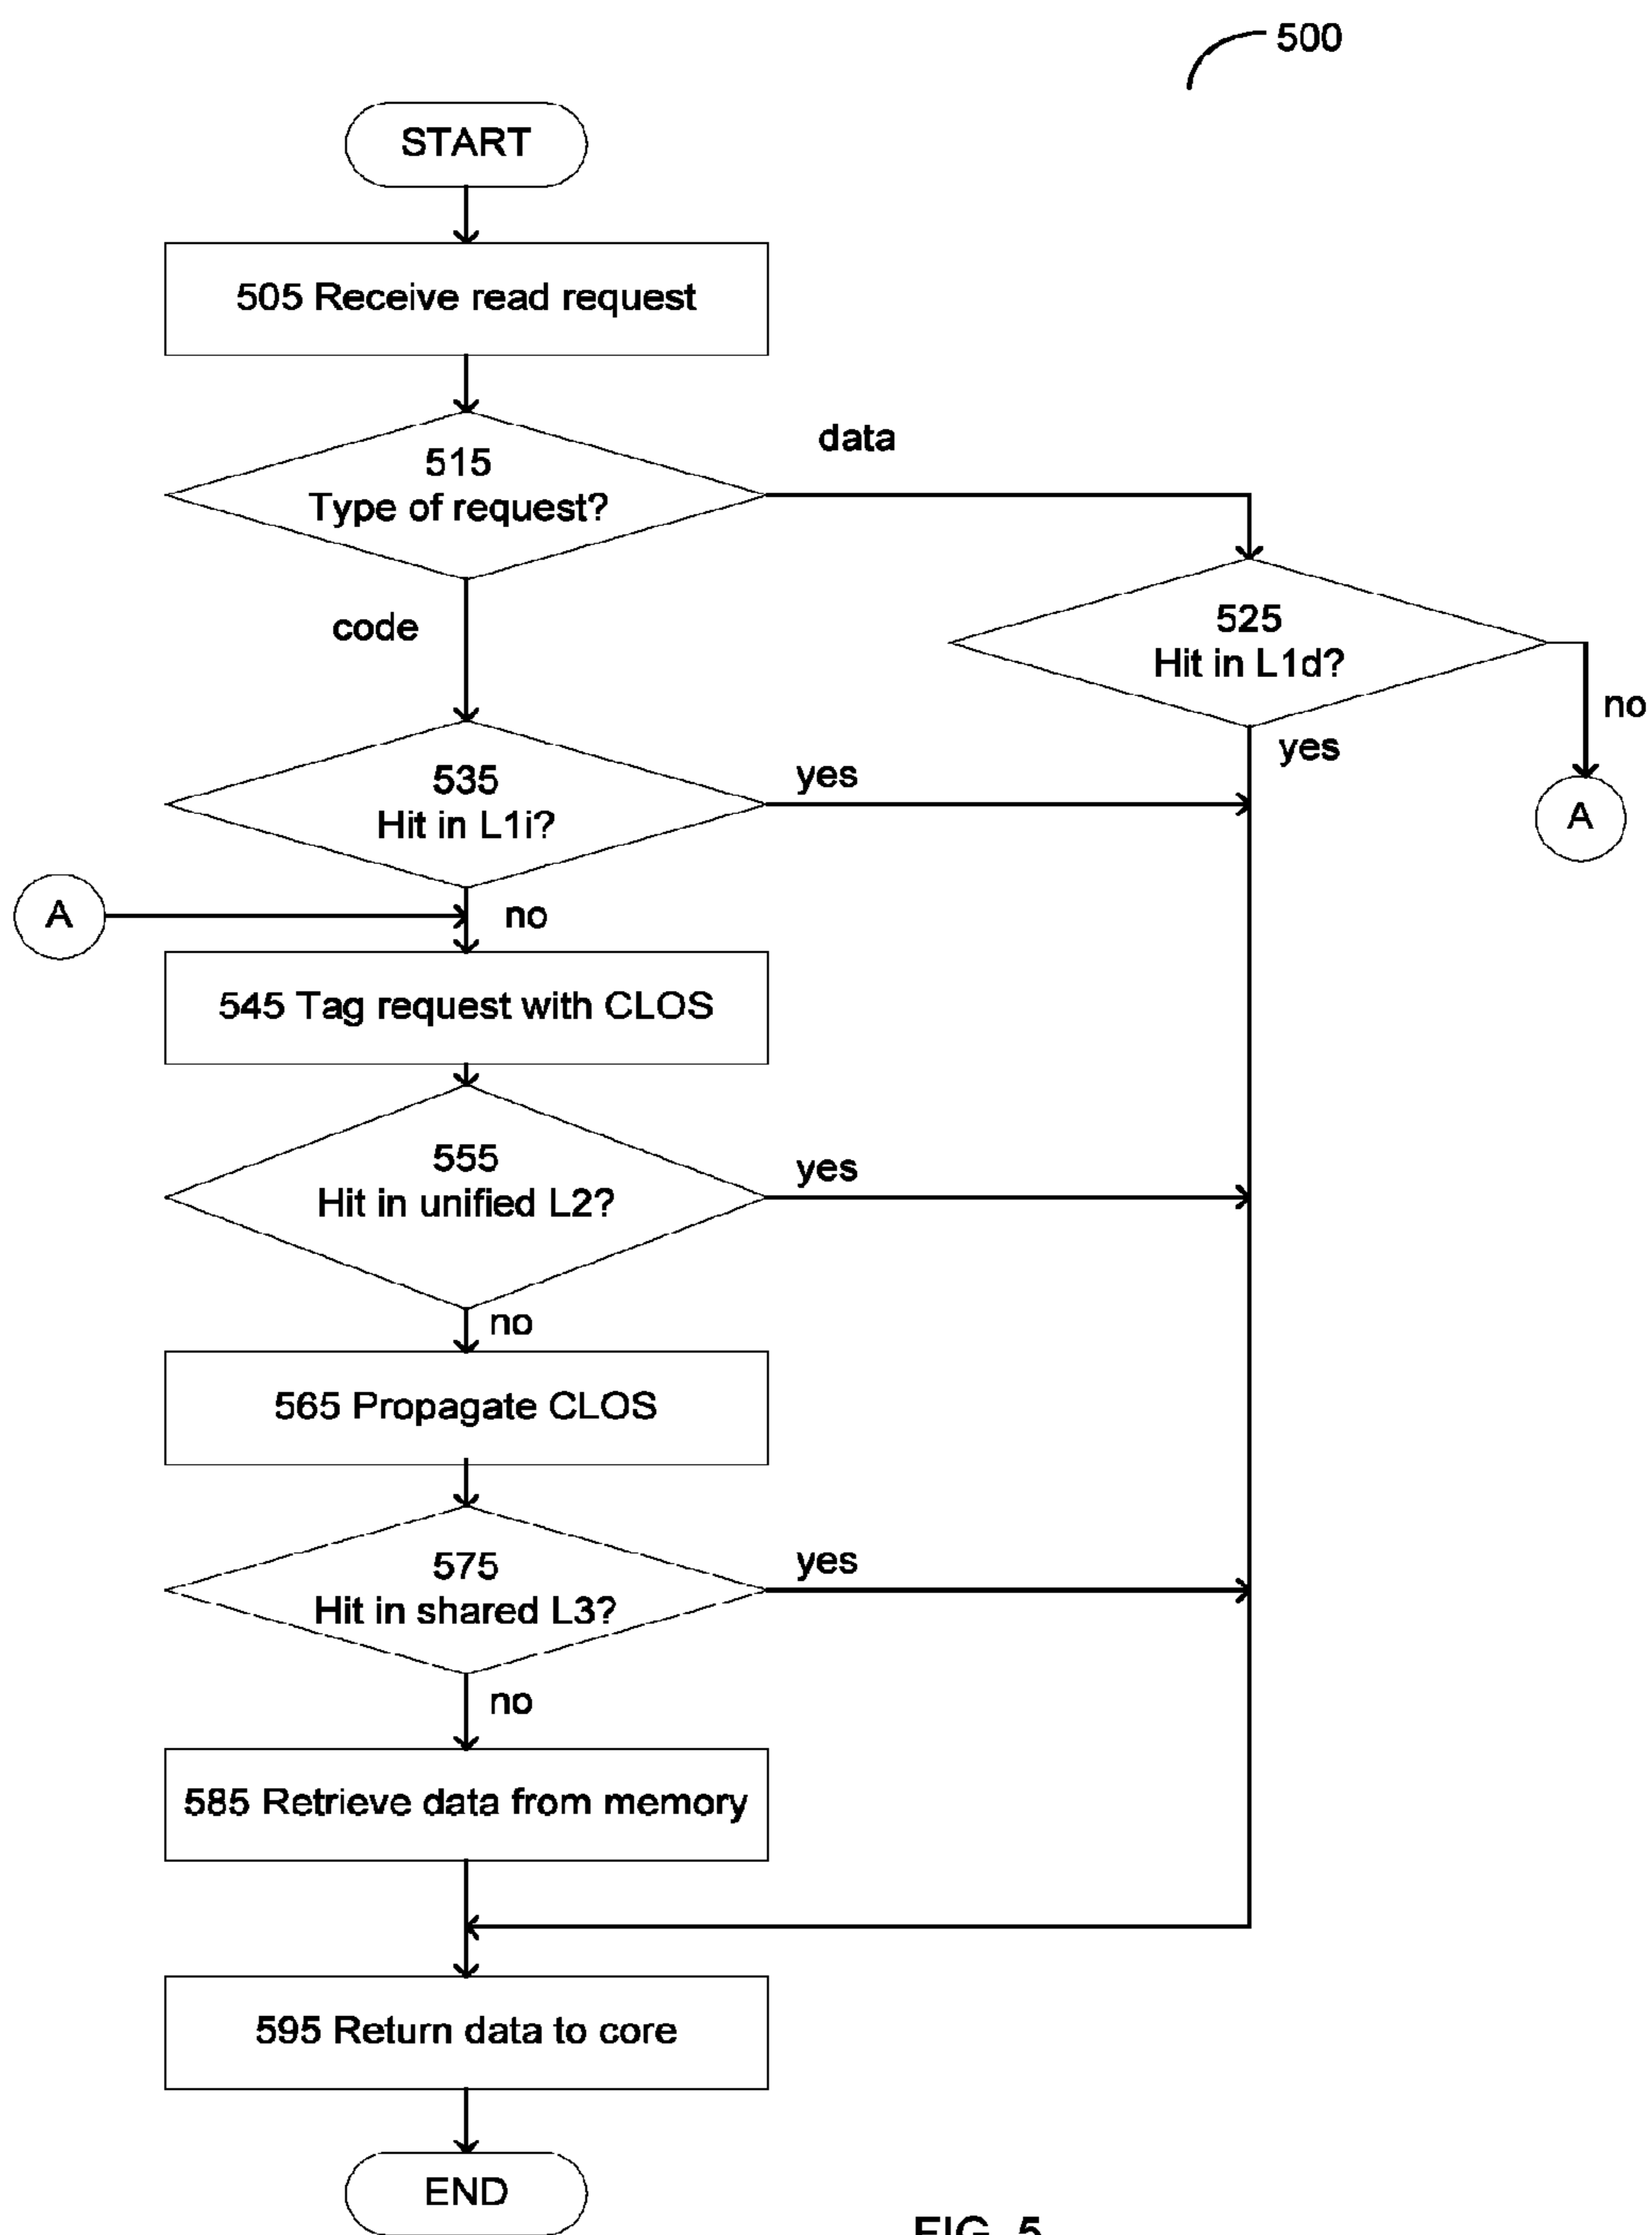 500
START
505 Receive read request
515
Type of request?
data
code
525
Hit in L1d?
no
yes
A
535
Hit in L1i?
yes
A
no
545 Tag request with CLOS
555
Hit in unified L2?
yes
no
565 Propagate CLOS
575
Hit in shared L3?
yes
no
585 Retrieve data from memory
595 Return data to core
END
FIG. 5